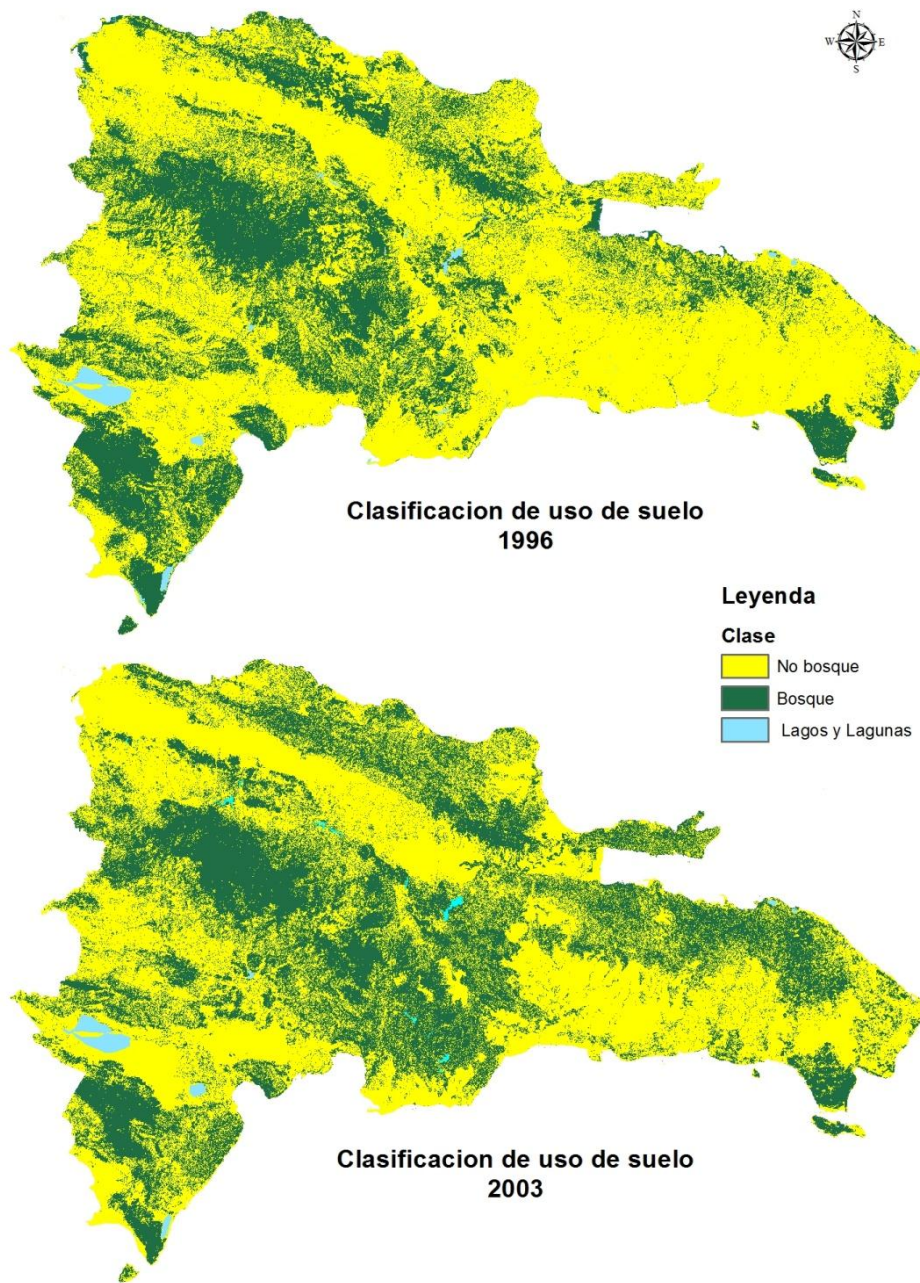 N
W E
S
Clasificacion de uso de suelo
1996
Leyenda
Clase
No bosque
Bosque
Lagos y Lagunas
Clasificacion de uso de suelo
2003